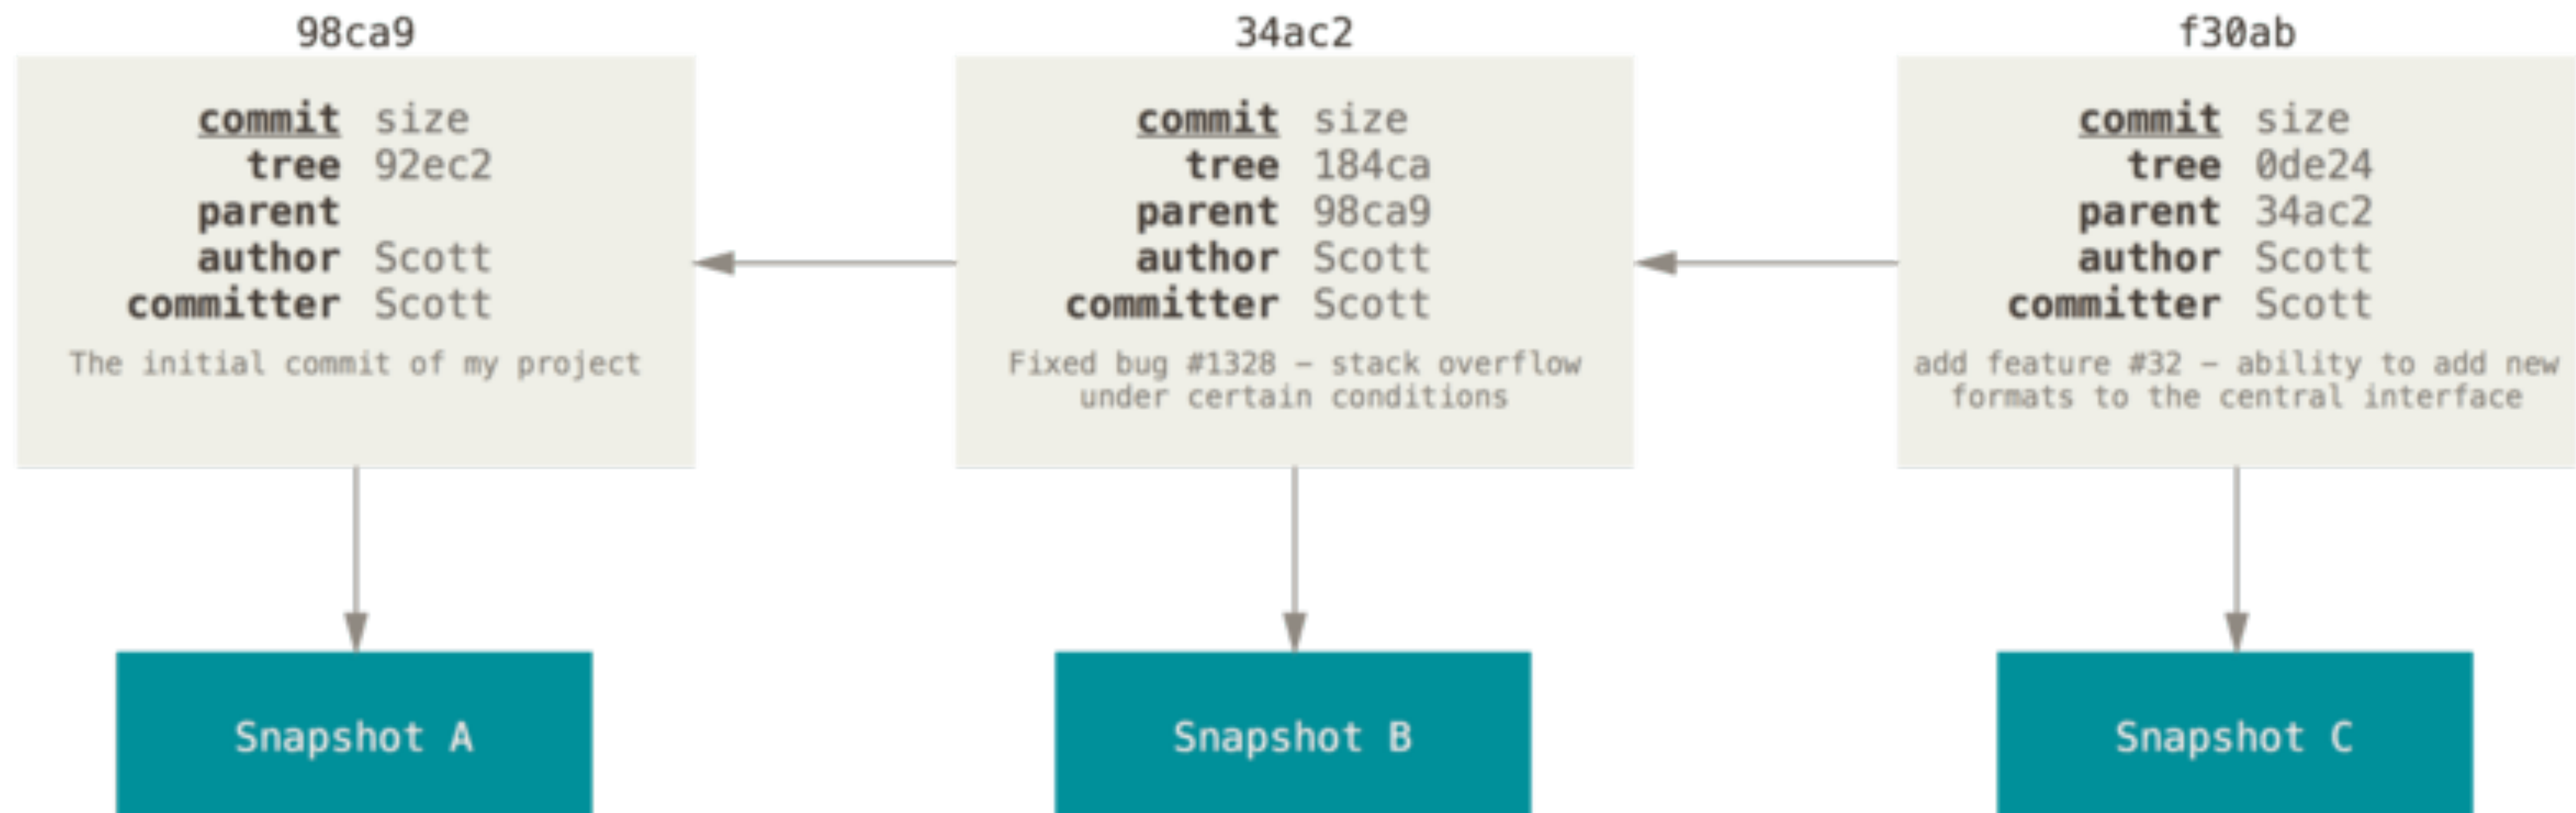 98ca9
commit size
tree 92ec2
parent
author Scott
committer Scott
The initial commit of my project
Snapshot A
34ac2
commit size
tree 184ca
parent 98ca9
author Scott
committer Scott
Fixed bug #1328 – stack overflow
under certain conditions
Snapshot B
f30ab
commit size
tree 0de24
parent 34ac2
author Scott
committer Scott
add feature #32 – ability to add new
formats to the central interface
Snapshot C